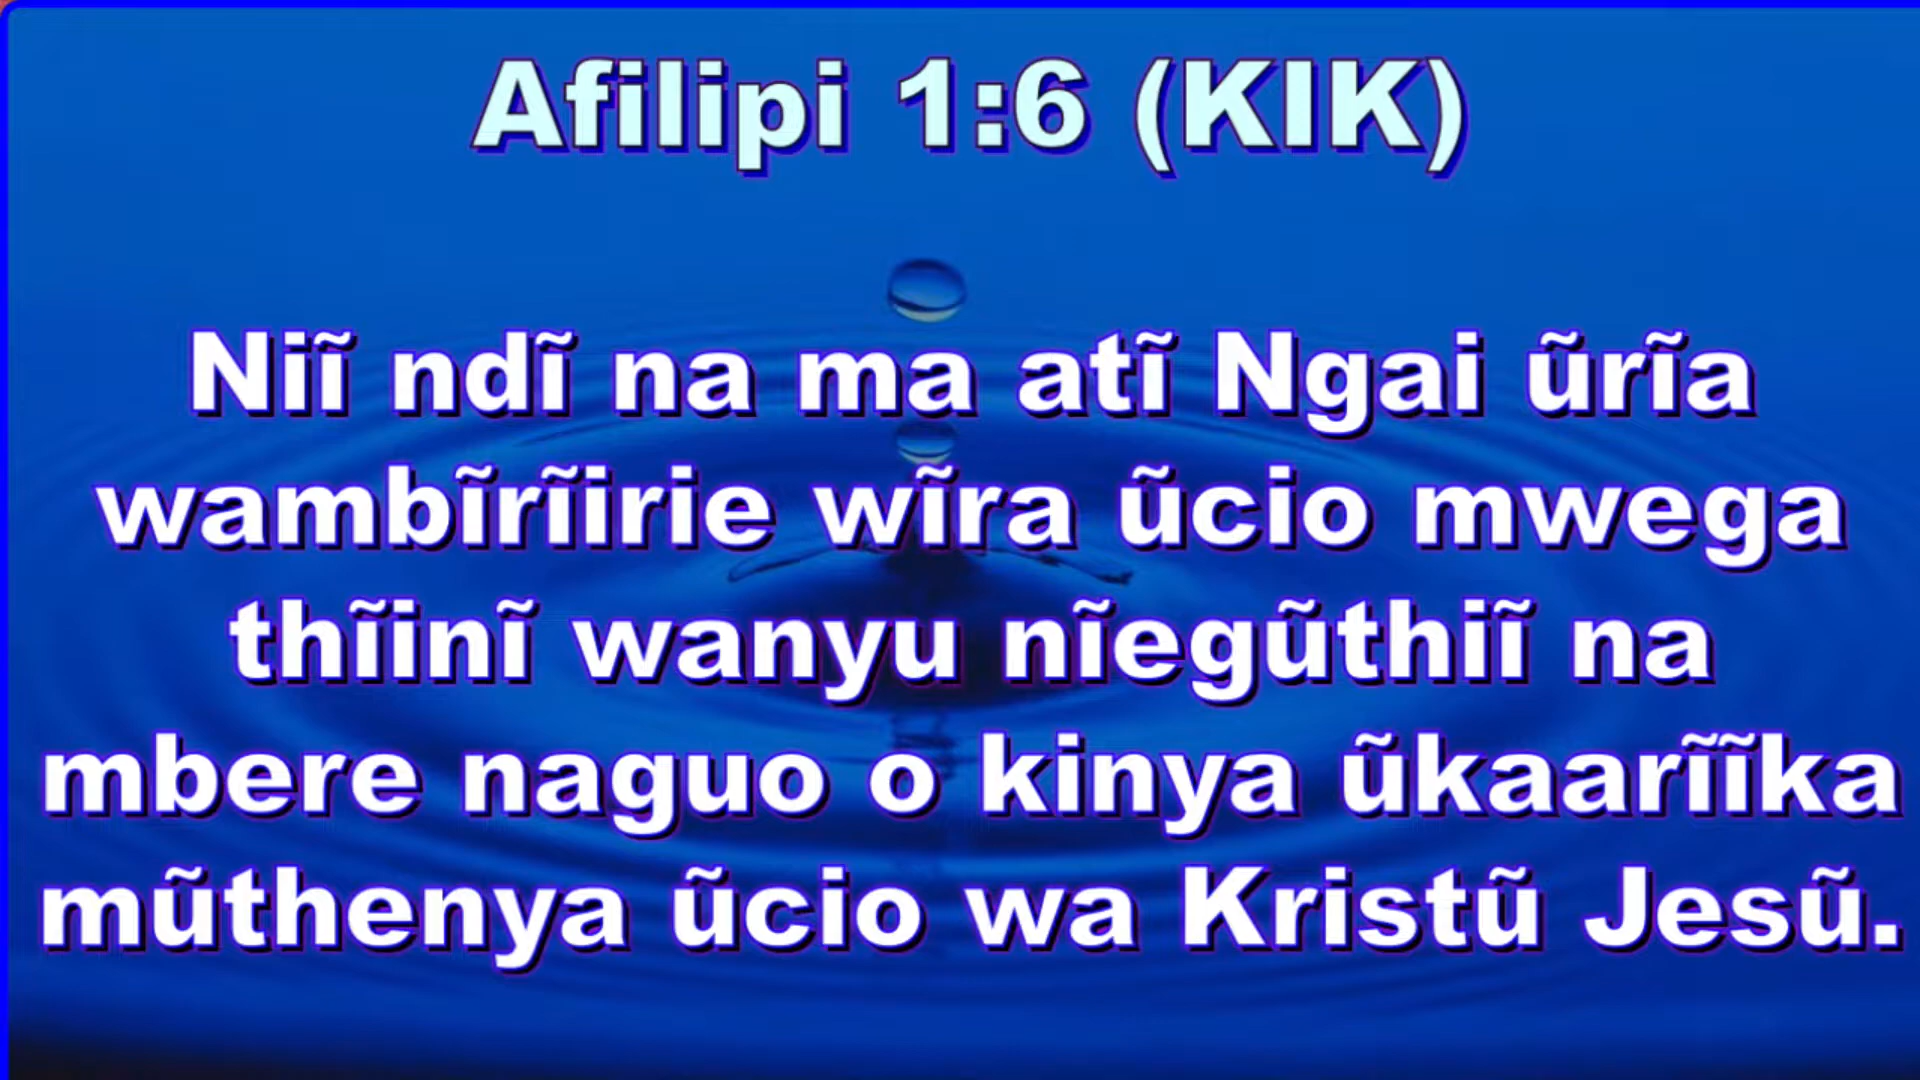 Afilipi 1:6 (KIK)
Niĩ ndĩ na ma atĩ Ngai ũrĩa
wambĩrĩirie wĩra ũcio mwega
thĩinĩ wanyu nĩegũthiĩ na
mbere naguo o kinya ũkaarĩĩka
mũthenya ũcio wa Kristũ Jesũ.